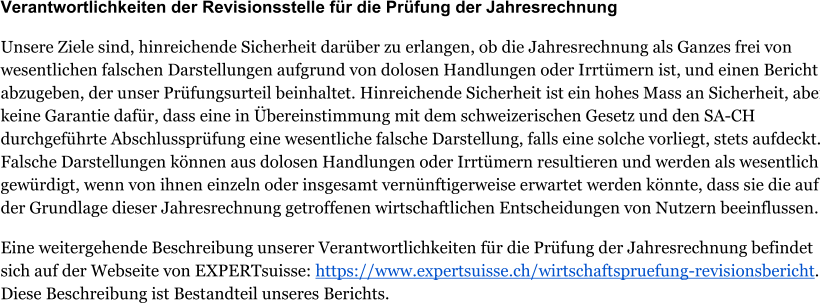 Verantwortlichkeiten der Revisionsstelle für die Prüfung der Jahresrechnung
Unsere Ziele sind, hinreichende Sicherheit darüber zu erlangen, ob die Jahresrechnung als Ganzes frei von
wesentlichen falschen Darstellungen aufgrund von dolosen Handlungen oder Irrtümern ist, und einen Bericht
abzugeben, der unser Prüfungsurteil beinhaltet. Hinreichende Sicherheit ist ein hohes Mass an Sicherheit, abe
keine Garantie dafür, dass eine in Übereinstimmung mit dem schweizerischen Gesetz und den SA-CH
durchgeführte Abschlussprüfung eine wesentliche falsche Darstellung, falls eine solche vorliegt, stets aufdeckt.
Falsche Darstellungen können aus dolosen Handlungen oder Irrtümern resultieren und werden als wesentlich
gewürdigt, wenn von ihnen einzeln oder insgesamt vernünftigerweise erwartet werden könnte, dass sie die auf
der Grundlage dieser Jahresrechnung getroffenen wirtschaftlichen Entscheidungen von Nutzern beeinflussen.
Eine weitergehende Beschreibung unserer Verantwortlichkeiten für die Prüfung der Jahresrechnung befindet
sich auf der Webseite von EXPERTsuisse: https://www.expertsuisse.ch/wirtschaftspruefung-revisionsbericht.
Diese Beschreibung ist Bestandteil unseres Berichts.